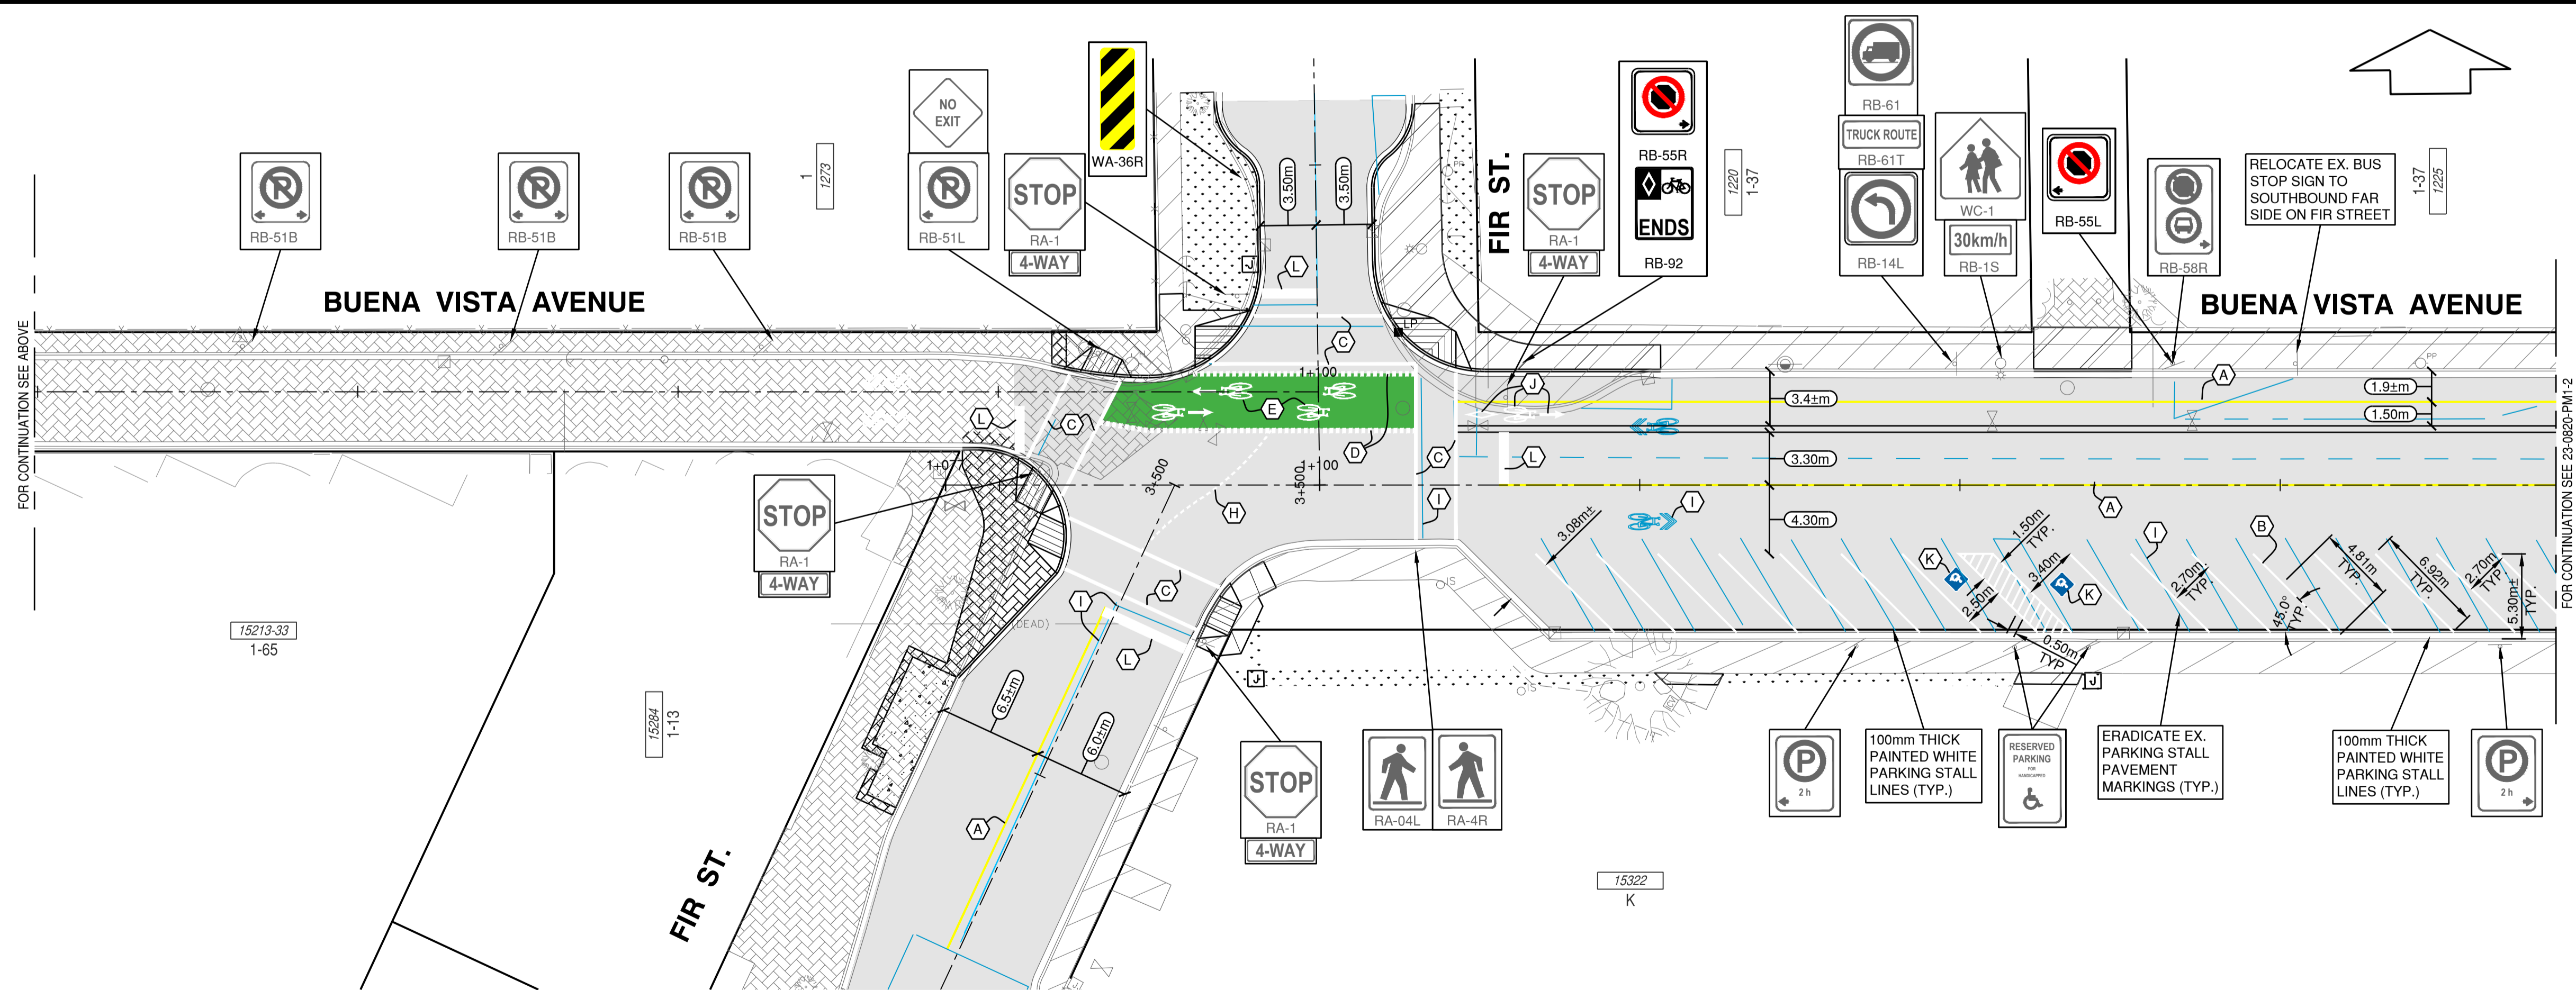 RB-61
TRUCK ROUTE
RB-61T
RB-14L
NO
EXIT
RB-51L
WA-36R
RB-55R
ENDS
RB-92
WC-1
30km/h
RB-1S
RB-55L
RB-58R
RELOCATE EX. BUS
STOP SIGN TO
SOUTHBOUND FAR
SIDE ON FIR STREET
1-37
1225
RB-51B
RB-51B
RB-51B
1
1273
STOP
RA-1
4-WAY
3.50m
3.50m
FIR ST.
STOP
RA-1
4-WAY
1220
1-37
BUENA VISTA AVENUE
BUENA VISTA AVENUE
FOR CONTINUATION SEE ABOVE
FOR CONTINUATION SEE 23-0820-PM1-2
J
L
LP
C
PP
PP
1+100
E
J
A
3.4±m
1.9±m
1.50m
L
C
D
C
L
3.30m
1+077
3+500
3+500
1+100
H
I
I
A
4.30m
STOP
RA-1
4-WAY
3.08m±
1.50m
TYP.
I
B
K
K
3.40m
2.50m
0.50m
TYP
2.70m
TYP.
4.81m
TYP.
6.92m
TYP.
2.70m
TYP.
45.0°
TYP.
5.30m±
TYP.
C
I
L
IS
(DEAD)
15213-33
1-65
15284
1-13
J
IS
J
6.5±m
6.0±m
A
FIR ST.
STOP
RA-1
4-WAY
RA-04L
RA-4R
P
2 h
100mm THICK
PAINTED WHITE
PARKING STALL
LINES (TYP.)
RESERVED
PARKING
FOR
HANDICAPPED
ERADICATE EX.
PARKING STALL
PAVEMENT
MARKINGS (TYP.)
100mm THICK
PAINTED WHITE
PARKING STALL
LINES (TYP.)
P
2 h
15322
K